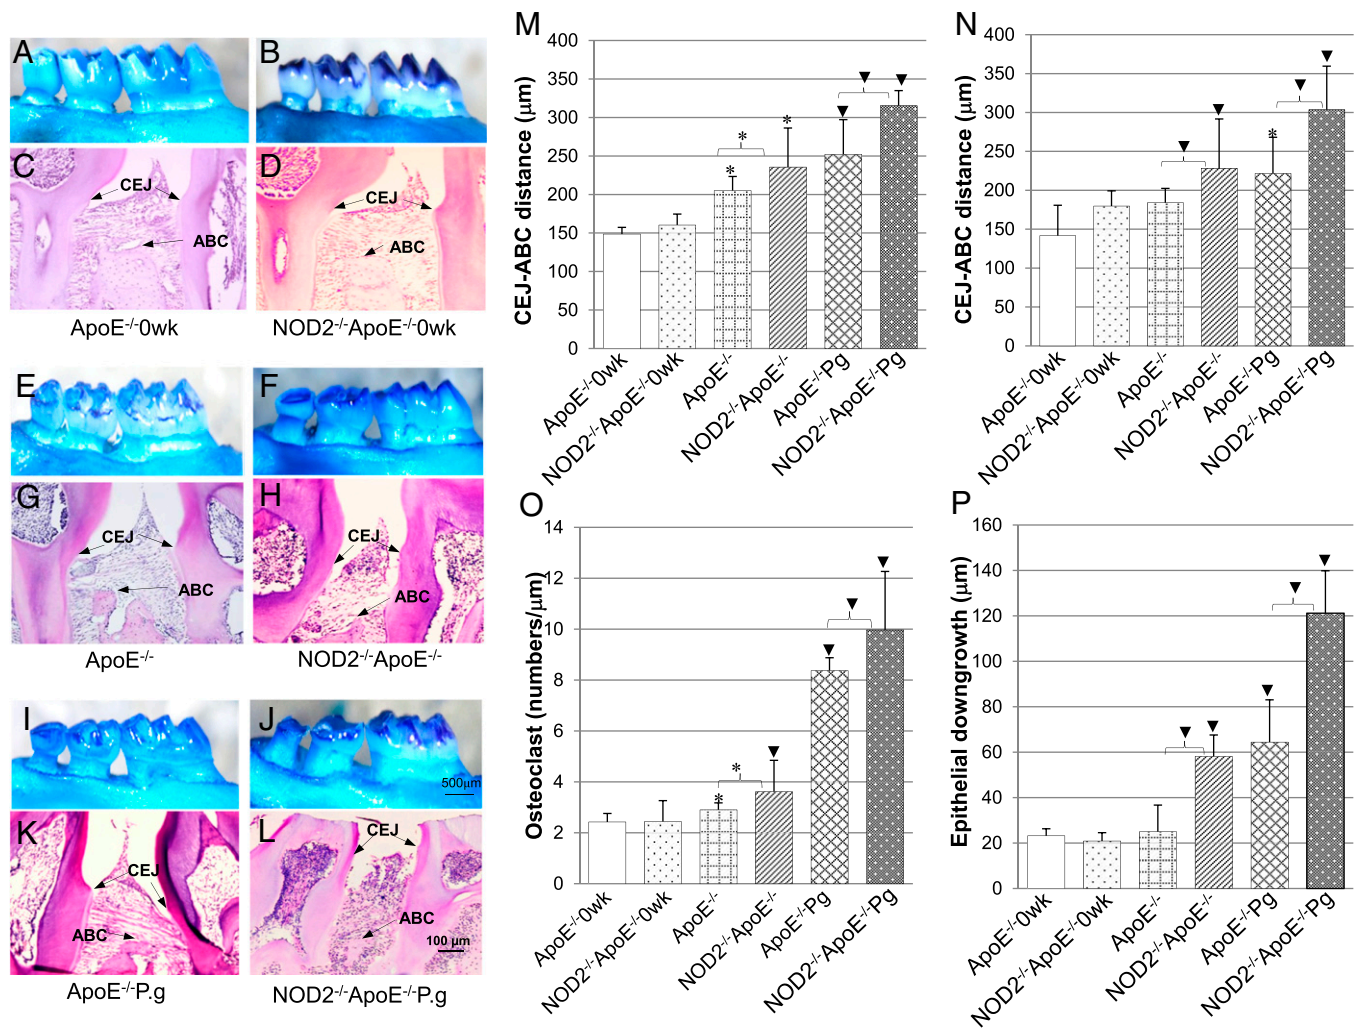 A
B
C
CEJ
ABC
D
CEJ
ABC
ApoE⁻/⁻0wk
NOD2⁻/⁻ApoE⁻/⁻0wk
E
F
G
CEJ
ABC
H
CEJ
ABC
ApoE⁻/⁻
NOD2⁻/⁻ApoE⁻/⁻
I
J
500µm
K
CEJ
ABC
L
CEJ
ABC
100 µm
ApoE⁻/⁻P.g
NOD2⁻/⁻ApoE⁻/⁻P.g
M
CEJ-ABC distance (µm)
400
350
300
250
200
150
100
50
0
*
*
*
ApoE⁻/⁻0wk
NOD2⁻/⁻ApoE⁻/⁻0wk
ApoE⁻/⁻
NOD2⁻/⁻ApoE⁻/⁻
ApoE⁻/⁻Pg
NOD2⁻/⁻ApoE⁻/⁻Pg
N
CEJ-ABC distance (µm)
400
350
300
250
200
150
100
50
0
*
ApoE⁻/⁻0wk
NOD2⁻/⁻ApoE⁻/⁻0wk
ApoE⁻/⁻
NOD2⁻/⁻ApoE⁻/⁻
ApoE⁻/⁻Pg
NOD2⁻/⁻ApoE⁻/⁻Pg
O
Osteoclast (numbers/µm)
14
12
10
8
6
4
2
0
*
*
ApoE⁻/⁻0wk
NOD2⁻/⁻ApoE⁻/⁻0wk
ApoE⁻/⁻
NOD2⁻/⁻ApoE⁻/⁻
ApoE⁻/⁻Pg
NOD2⁻/⁻ApoE⁻/⁻Pg
P
Epithelial downgrowth (µm)
160
140
120
100
80
60
40
20
0
ApoE⁻/⁻0wk
NOD2⁻/⁻ApoE⁻/⁻0wk
ApoE⁻/⁻
NOD2⁻/⁻ApoE⁻/⁻
ApoE⁻/⁻Pg
NOD2⁻/⁻ApoE⁻/⁻Pg